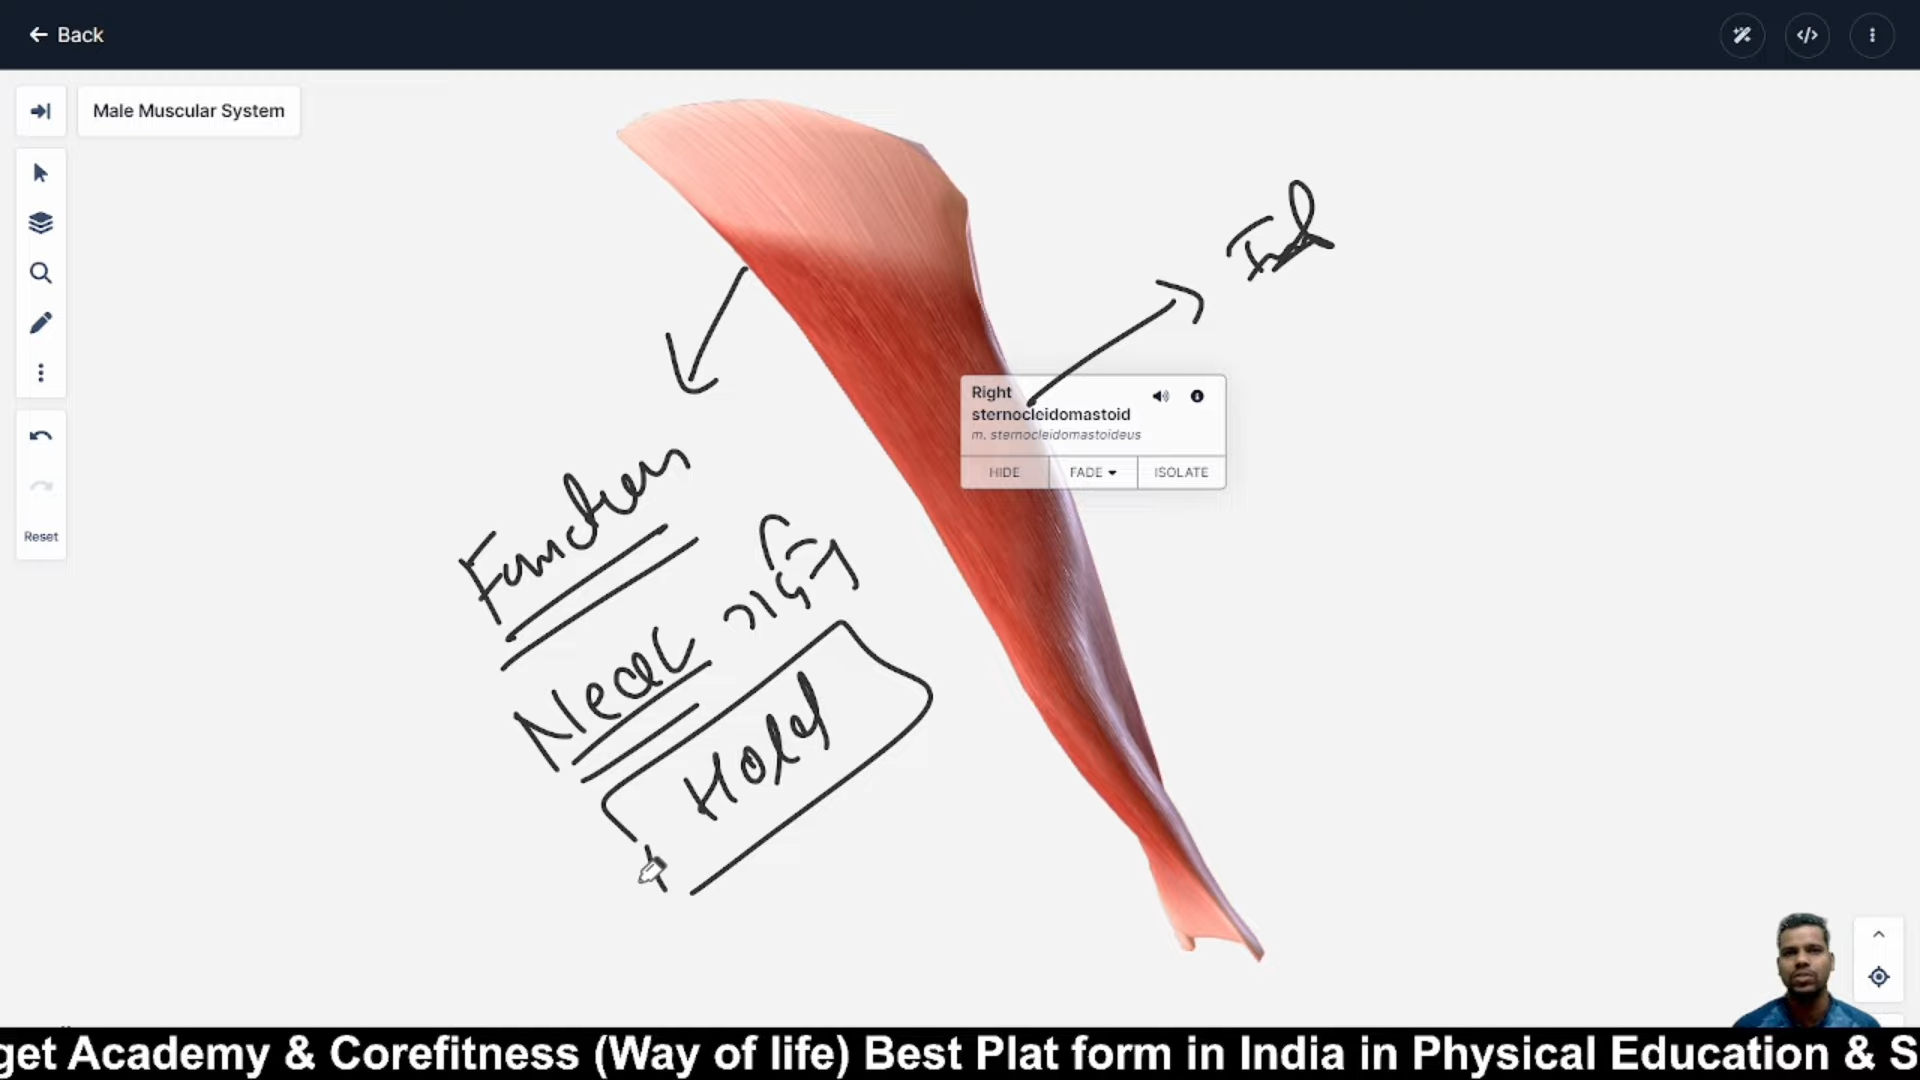 Back
Male Muscular System
Right
sternocleidomastoid
m. sternocleidomastoideus
HIDE
FADE
ISOLATE
Function
Neck
Hold
Reset
get Academy & Corefitness (Way of life) Best Plat form in India in Physical Education & S